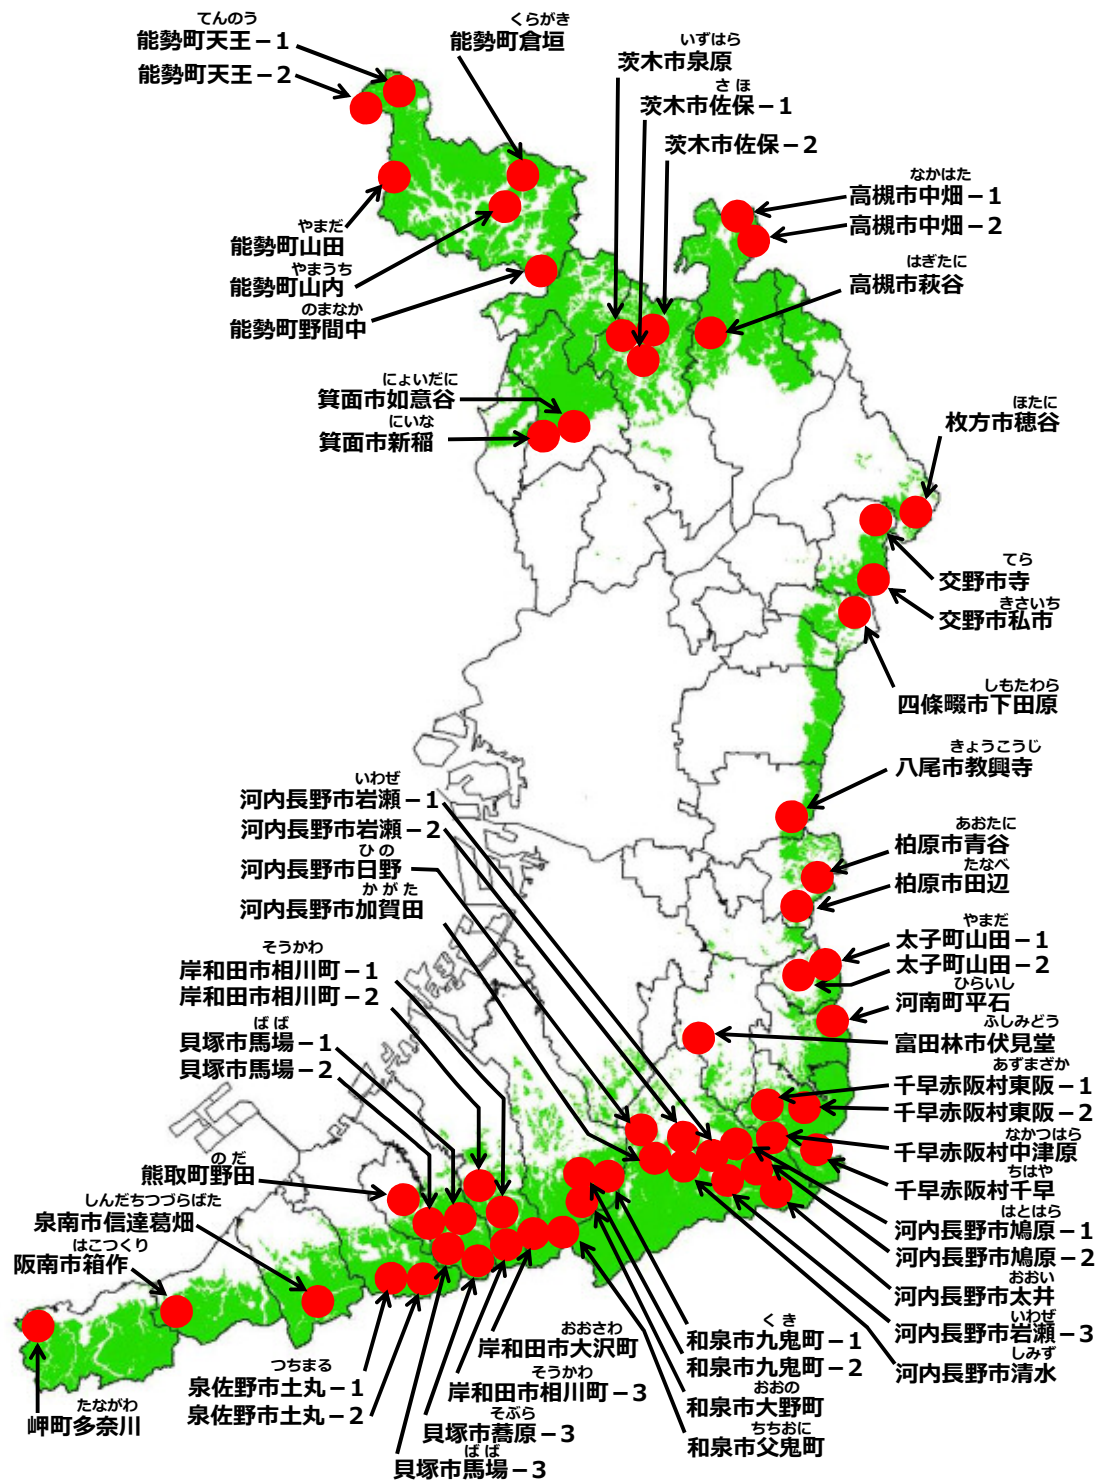 てんのう
能勢町天王－1
能勢町天王－2
くらがき
能勢町倉垣
いずはら
茨木市泉原
さほ
茨木市佐保－1
茨木市佐保－2
なかはた
高槻市中畑－1
高槻市中畑－2
はぎたに
高槻市萩谷
やまだ
能勢町山田
やまうち
能勢町山内
のまなか
能勢町野間中
にょいだに
箕面市如意谷
にいな
箕面市新稲
ほたに
枚方市穂谷
てら
交野市寺
きさいち
交野市私市
しもたわら
四條畷市下田原
きょうこうじ
八尾市教興寺
あおたに
柏原市青谷
たなべ
柏原市田辺
やまだ
太子町山田－1
太子町山田－2
ひらいし
河南町平石
ふしみどう
富田林市伏見堂
あずまざか
千早赤阪村東阪－1
千早赤阪村東阪－2
なかつはら
千早赤阪村中津原
ちはや
千早赤阪村千早
はとはら
河内長野市鳩原－1
河内長野市鳩原－2
おおい
河内長野市太井
いわぜ
河内長野市岩瀬－3
しみず
河内長野市清水
いわぜ
河内長野市岩瀬－1
河内長野市岩瀬－2
ひの
河内長野市日野
かがた
河内長野市加賀田
そうかわ
岸和田市相川町－1
岸和田市相川町－2
ばば
貝塚市馬場－1
貝塚市馬場－2
のだ
熊取町野田
しんだちつづらばた
泉南市信達葛畑
はこつくり
阪南市箱作
たながわ
岬町多奈川
つちまる
泉佐野市土丸－1
泉佐野市土丸－2
おおさわ
岸和田市大沢町
そうかわ
岸和田市相川町－3
そぶら
貝塚市蕎原－3
ばば
貝塚市馬場－3
くき
和泉市九鬼町－1
和泉市九鬼町－2
おおの
和泉市大野町
ちちおに
和泉市父鬼町